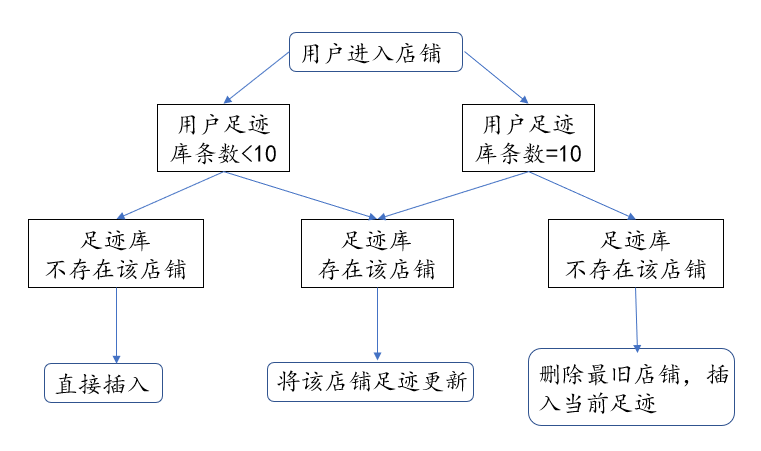 用户进入店铺
用户足迹
库条数<10
用户足迹
库条数=10
足迹库
不存在该店铺
足迹库
存在该店铺
足迹库
不存在该店铺
直接插入
将该店铺足迹更新
删除最旧店铺，插
入当前足迹